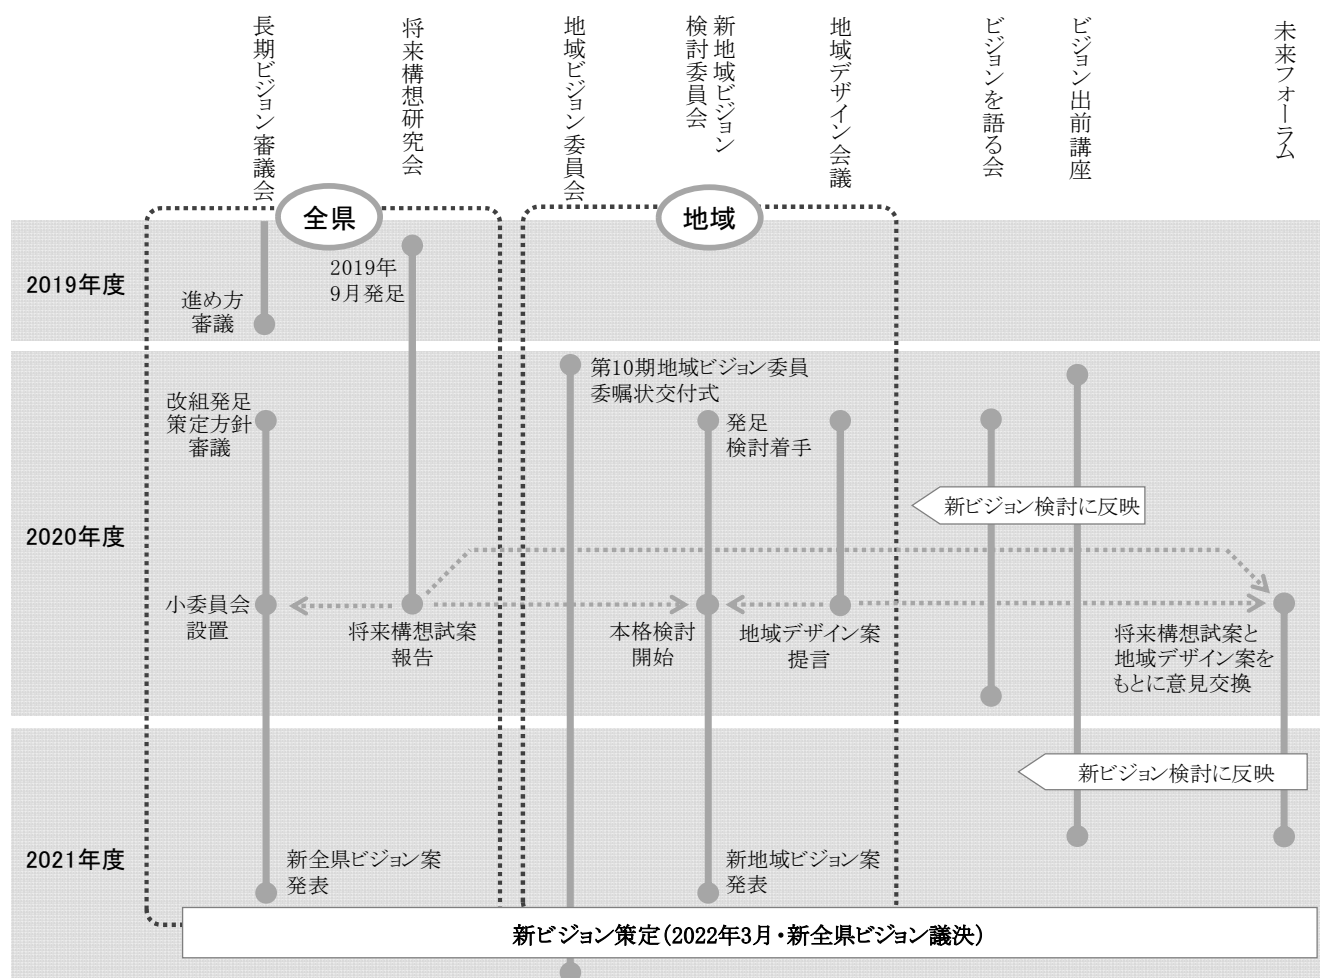 長期ビジョン審議会
将来構想研究会
地域ビジョン委員会
新地域ビジョン
検討委員会
地域デザイン会議
ビジョンを語る会
ビジョン出前講座
未来フォーラム
全県
地域
2019年度
進め方
審議
2019年
9月発足
2020年度
改組発足
策定方針
審議
第10期地域ビジョン委員
委嘱状交付式
発足
検討着手
新ビジョン検討に反映
小委員会
設置
将来構想試案
報告
本格検討
開始
地域デザイン案
提言
将来構想試案と
地域デザイン案を
もとに意見交換
新ビジョン検討に反映
2021年度
新全県ビジョン案
発表
新地域ビジョン案
発表
新ビジョン策定(2022年3月・新全県ビジョン議決)